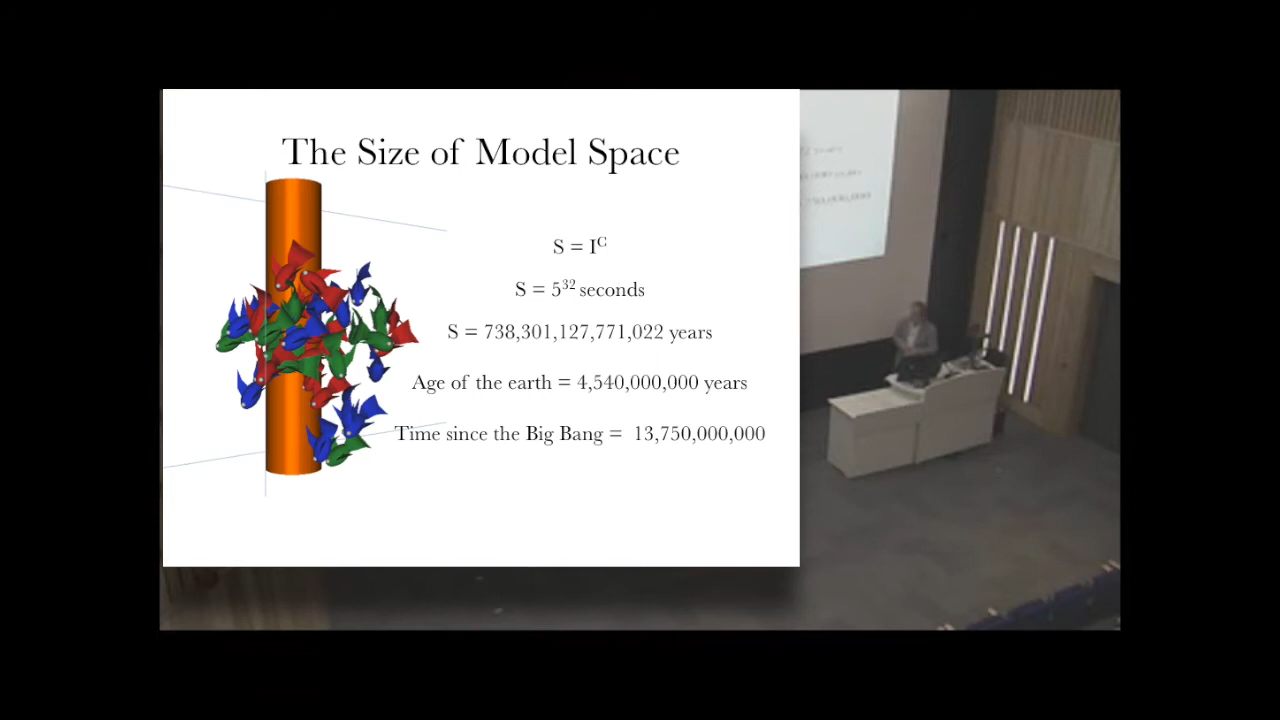 The Size of Model Space
S = I^C
S = 5^32 seconds
S = 738,301,127,771,022 years
Age of the earth = 4,540,000,000 years
Time since the Big Bang = 13,750,000,000